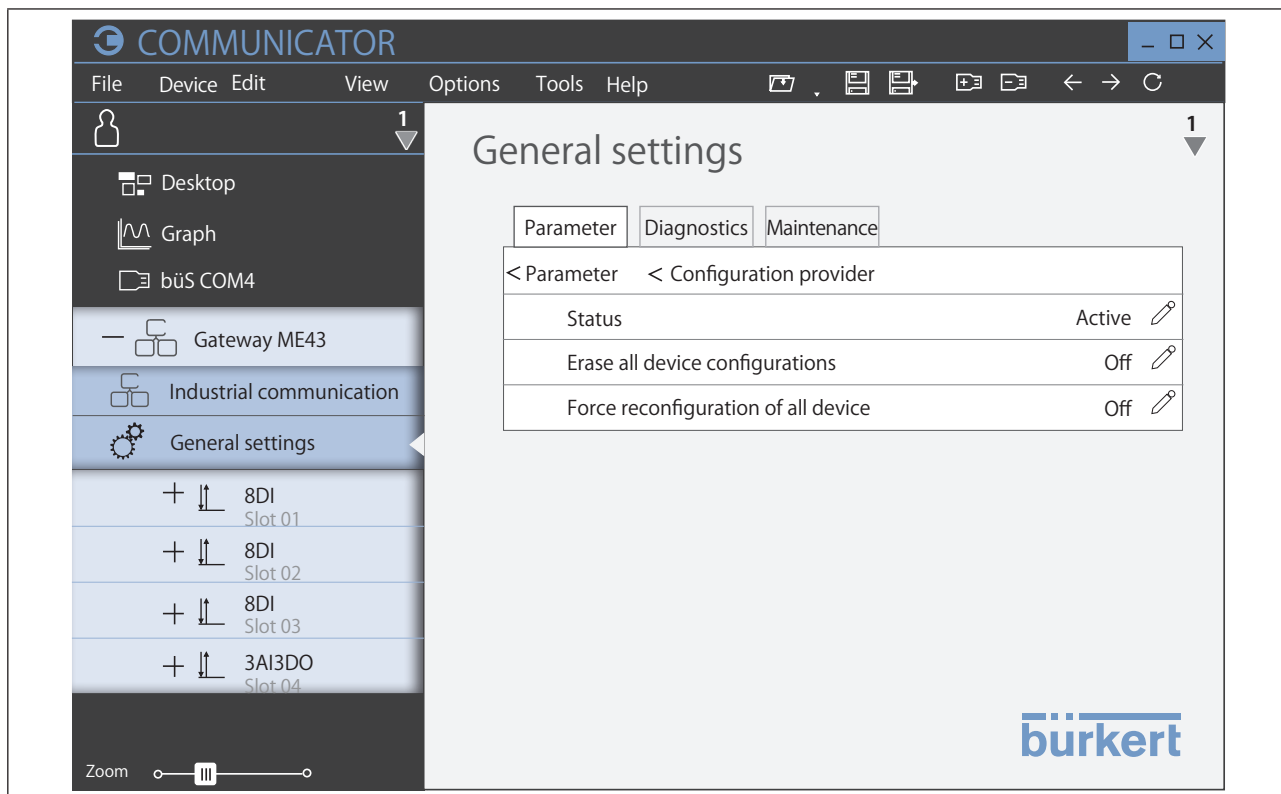 COMMUNICATOR
File Device Edit View Options Tools Help
1
Desktop
Graph
büS COM4
Gateway ME43
Industrial communication
General settings
8DI
Slot 01
8DI
Slot 02
8DI
Slot 03
3AI3DO
Slot 04
Zoom
General settings
1
Parameter Diagnostics Maintenance
< Parameter < Configuration provider
Status Active
Erase all device configurations Off
Force reconfiguration of all device Off
bürkert